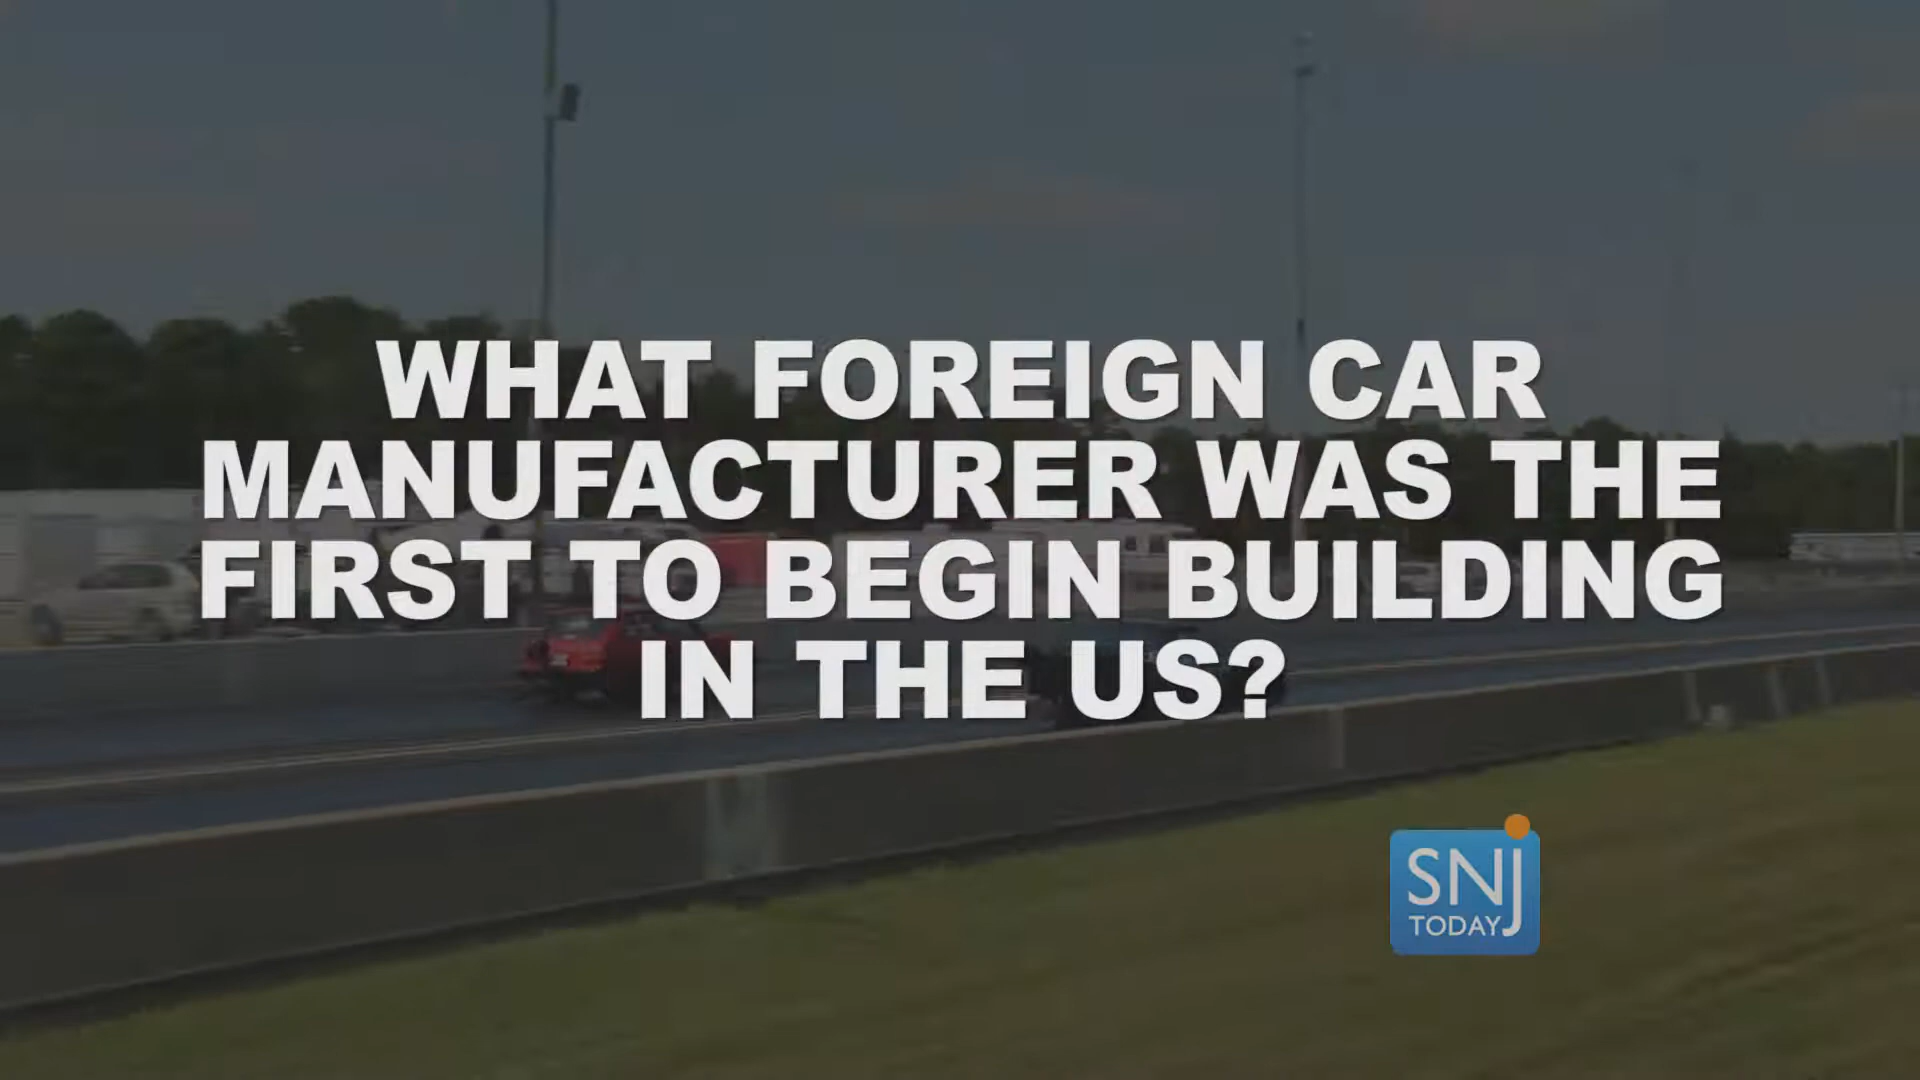 WHAT FOREIGN CAR
MANUFACTURER WAS THE
FIRST TO BEGIN BUILDING
IN THE US?
SNJ
TODAY